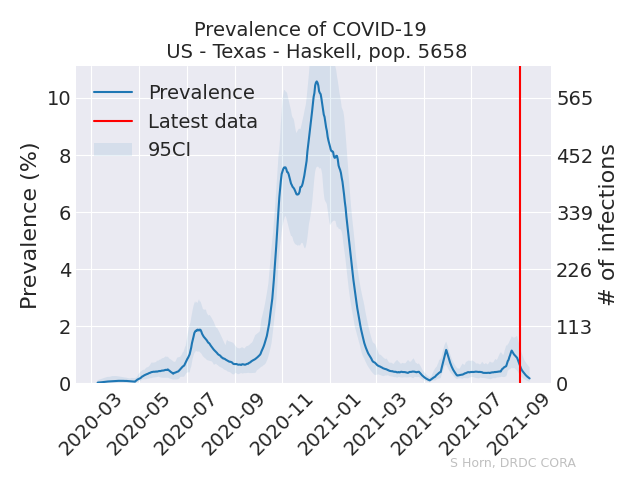 Prevalence of COVID-19
US - Texas - Haskell, pop. 5658
Prevalence
Latest data
95CI
Prevalence (%)
10
8
6
4
2
0
565
452
339
226
113
0
# of infections
2020-03
2020-05
2020-07
2020-09
2020-11
2021-01
2021-03
2021-05
2021-07
2021-09
S Horn, DRDC CORA